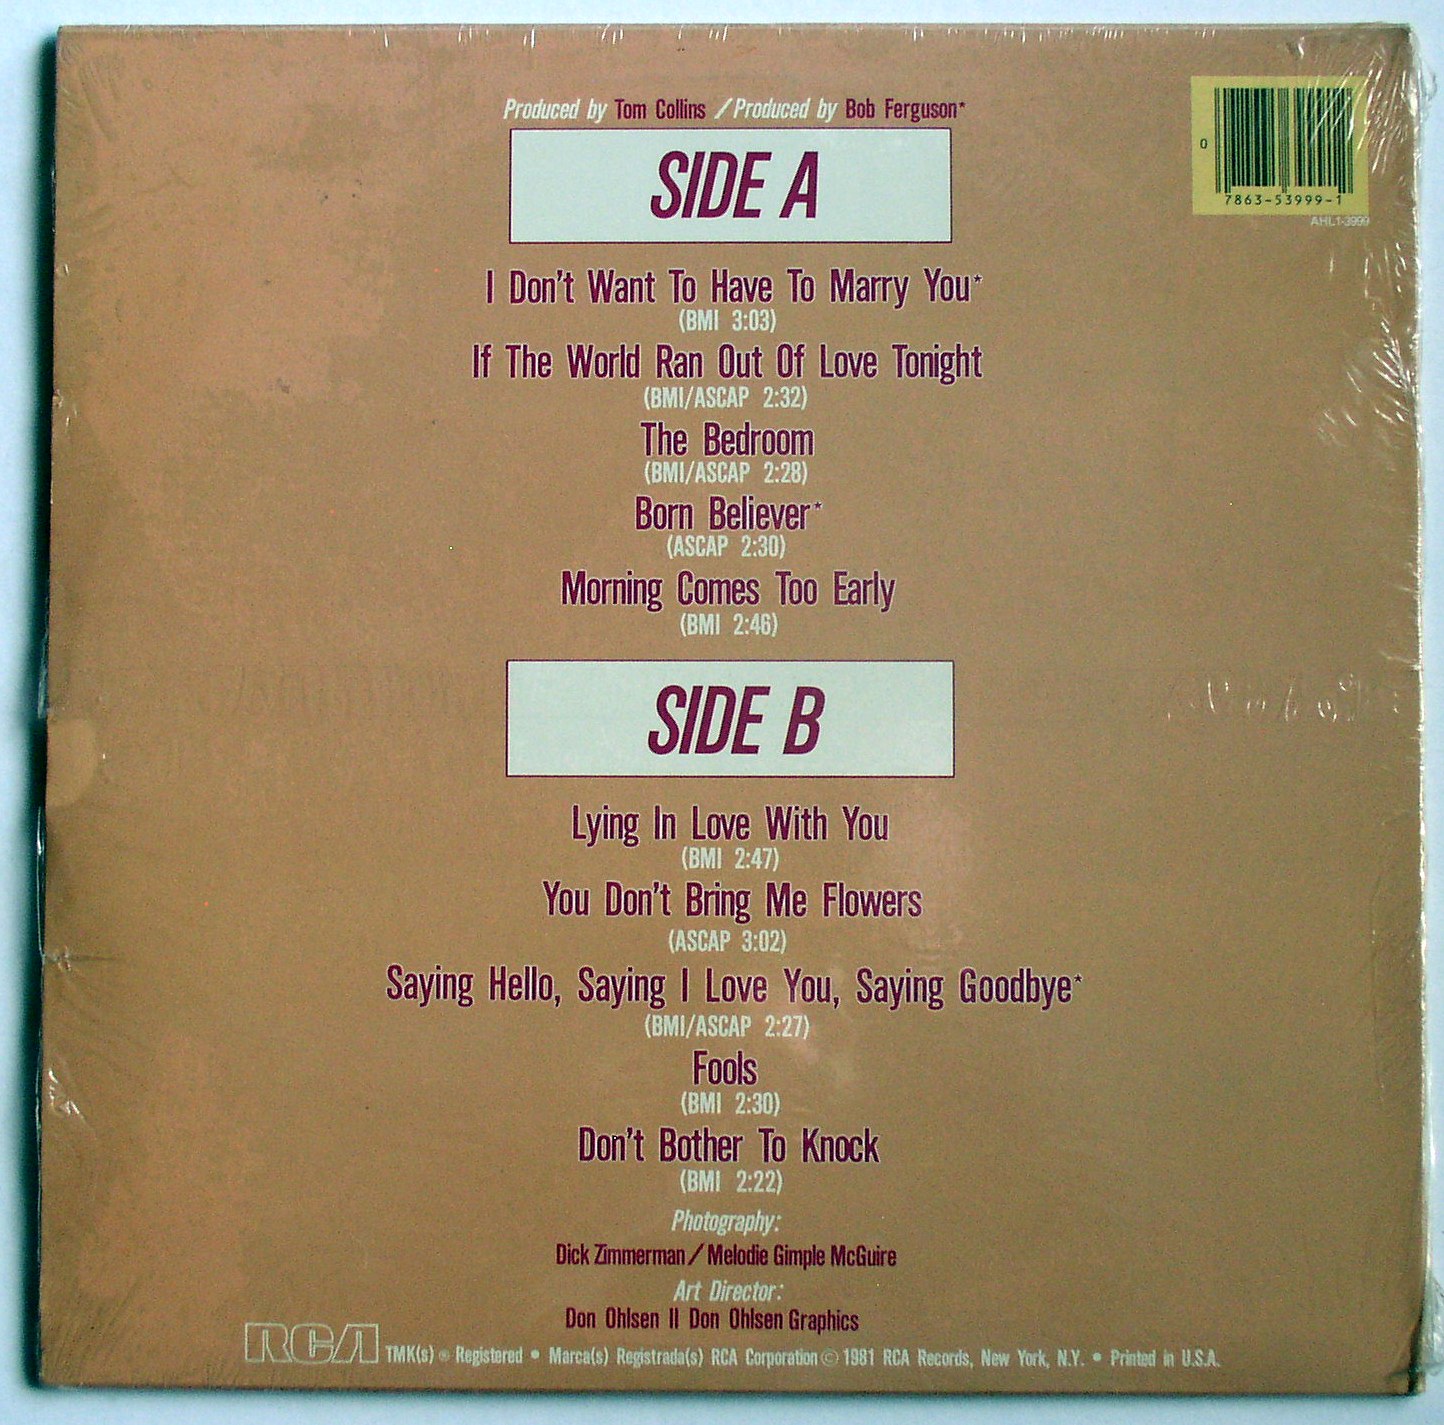 Produced by Tom Collins / Produced by Bob Ferguson*
0
7863-53999-1
AHL1-3999
SIDE A
I Don't Want To Have To Marry You*
(BMI 3:03)
If The World Ran Out Of Love Tonight
(BMI/ASCAP 2:32)
The Bedroom
(BMI/ASCAP 2:28)
Born Believer*
(ASCAP 2:30)
Morning Comes Too Early
(BMI 2:46)
SIDE B
Lying In Love With You
(BMI 2:47)
You Don't Bring Me Flowers
(ASCAP 3:02)
Saying Hello, Saying I Love You, Saying Goodbye*
(BMI/ASCAP 2:27)
Fools
(BMI 2:30)
Don't Bother To Knock
(BMI 2:22)
Photography:
Dick Zimmerman / Melodie Gimple McGuire
Art Director:
Don Ohlsen II Don Ohlsen Graphics
RCA TMK(s) ® Registered • Marca(s) Registrada(s) RCA Corporation © 1981 RCA Records, New York, N.Y. • Printed in U.S.A.